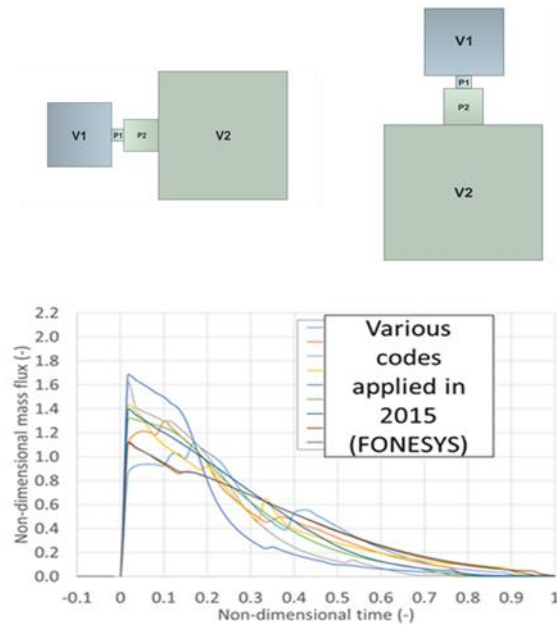 V1
P1
P2
V2
V1
P1
P2
V2
2.2
2.0
1.8
1.6
1.4
1.2
1.0
0.8
0.6
0.4
0.2
0.0
Non-dimensional mass flux (-)
Various
codes
applied in
2015
(FONESYS)
-0.1 0 0.1 0.2 0.3 0.4 0.5 0.6 0.7 0.8 0.9 1
Non-dimensional time (-)